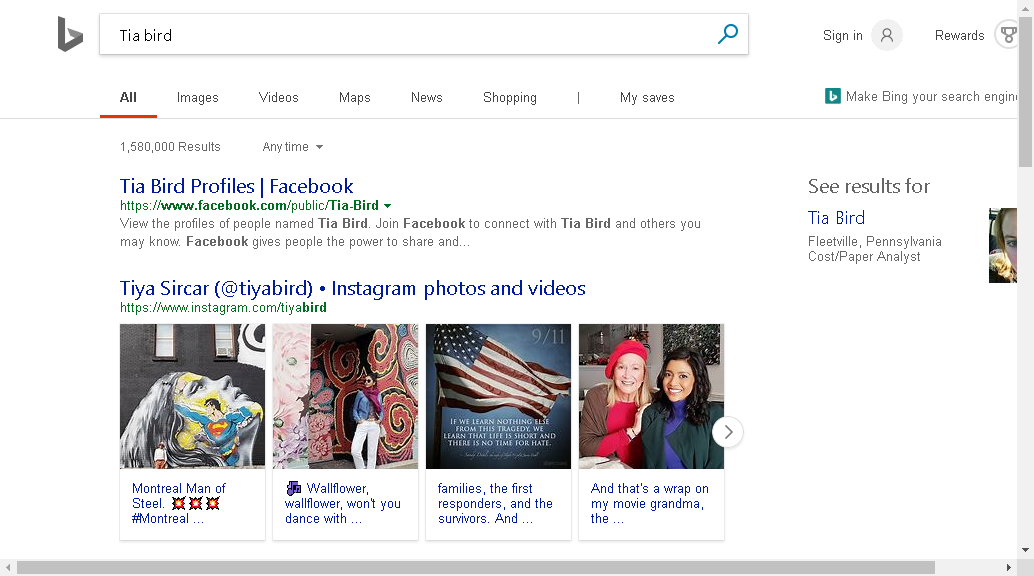 Tia bird
Sign in
Rewards
All
Images
Videos
Maps
News
Shopping
|
My saves
Make Bing your search engine
1,580,000 Results
Any time
Tia Bird Profiles | Facebook
https://www.facebook.com/public/Tia-Bird
View the profiles of people named Tia Bird. Join Facebook to connect with Tia Bird and others you
may know. Facebook gives people the power to share and...
See results for
Tia Bird
Fleetville, Pennsylvania
Cost/Paper Analyst
Tiya Sircar (@tiyabird) • Instagram photos and videos
https://www.instagram.com/tiyabird
9/11
IF WE LEARN NOTHING ELSE
FROM THIS TRAGEDY, WE
LEARN THAT LIFE IS SHORT AND
THERE IS NO TIME FOR HATE.
Montreal Man of
Steel. 💥💥💥
#Montreal ...
🎶 Wallflower,
wallflower, won't you
dance with ...
families, the first
responders, and the
survivors. And ...
And that's a wrap on
my movie grandma,
the ...